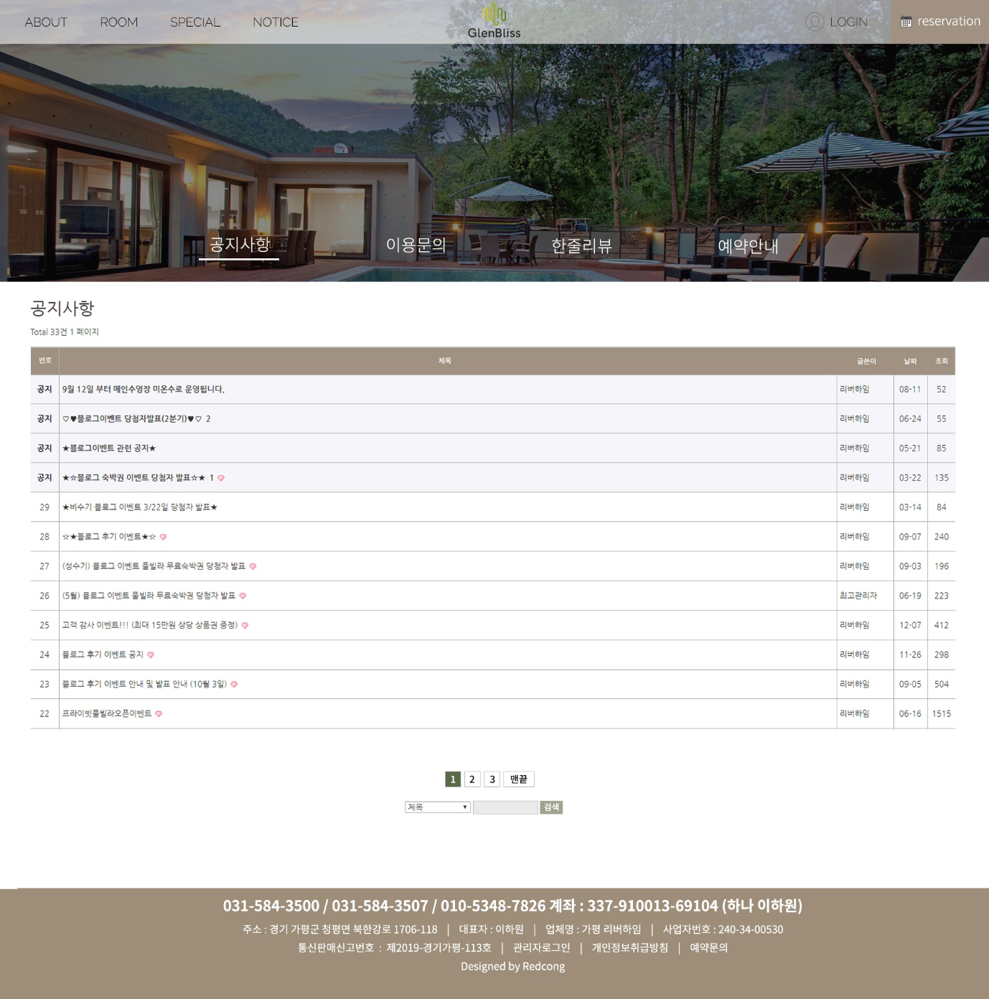 ABOUT ROOM SPECIAL NOTICE GlenBliss LOGIN reservation
공지사항 이용문의 한줄리뷰 예약안내
공지사항
Total 33건 1 페이지
번호 제목 글쓴이 날짜 조회
공지 9월 12일 부터 메인수영장 미온수로 운영됩니다. 리버하임 08-11 52
공지 ♡♥블로그이벤트 당첨자발표(2분기)♥♡ 2 리버하임 06-24 55
공지 ★블로그이벤트 관련 공지★ 리버하임 05-21 85
공지 ★☆블로그 숙박권 이벤트 당첨자 발표☆★ 1 리버하임 03-22 135
29 ★비수기 블로그 이벤트 3/22일 당첨자 발표★ 리버하임 03-14 84
28 ☆★블로그 후기 이벤트★☆ 리버하임 09-07 240
27 (성수기) 블로그 이벤트 풀빌라 무료숙박권 당첨자 발표 리버하임 09-03 196
26 (5월) 블로그 이벤트 풀빌라 무료숙박권 당첨자 발표 최고관리자 06-19 223
25 고객 감사 이벤트!!! (최대 15만원 상당 상품권 증정) 리버하임 12-07 412
24 블로그 후기 이벤트 공지 리버하임 11-26 298
23 블로그 후기 이벤트 안내 및 발표 안내 (10월 3일) 리버하임 09-05 504
22 프라이빗풀빌라오픈이벤트 리버하임 06-16 1515
1 2 3 맨끝
제목 검색
031-584-3500 / 031-584-3507 / 010-5348-7826 계좌 : 337-910013-69104 (하나 이하원)
주소 : 경기 가평군 청평면 북한강로 1706-118 | 대표자 : 이하원 | 업체명 : 가평 리버하임 | 사업자번호 : 240-34-00530
통신판매신고번호 : 제2019-경기가평-113호 | 관리자로그인 | 개인정보취급방침 | 예약문의
Designed by Redcong